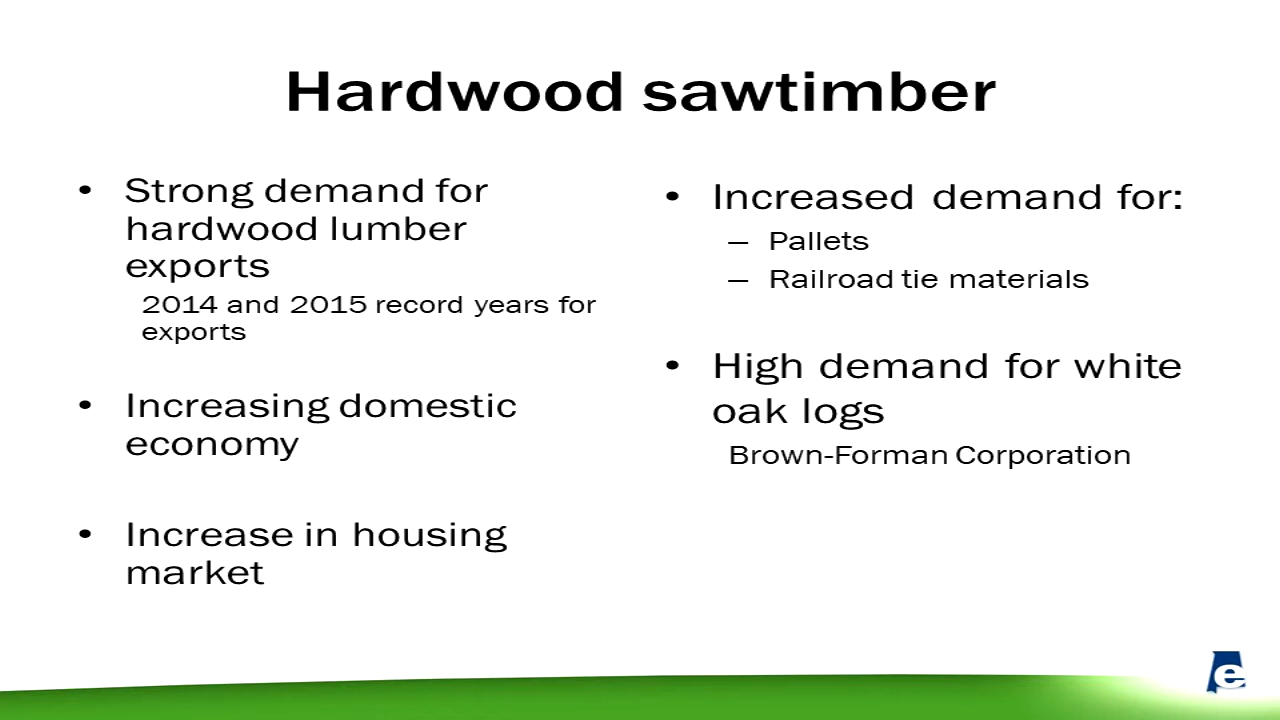 Hardwood sawtimber
• Strong demand for
hardwood lumber
exports
2014 and 2015 record years for
exports
• Increasing domestic
economy
• Increase in housing
market
• Increased demand for:
– Pallets
– Railroad tie materials
• High demand for white
oak logs
Brown-Forman Corporation
e